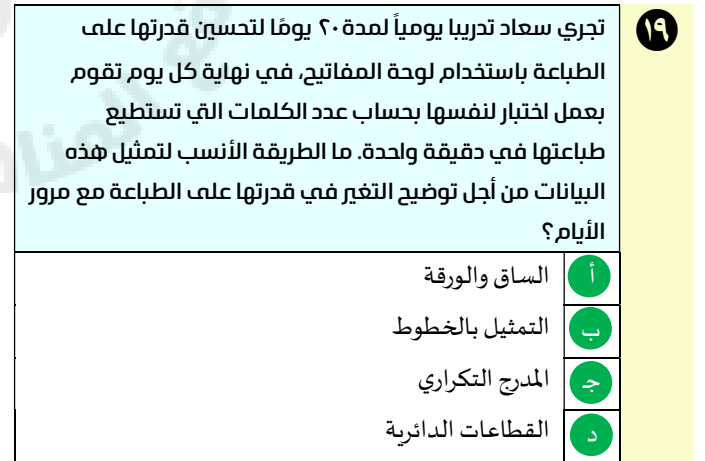 ١٩
تجري سعاد تدريبا يومياً لمدة ٢٠ يومًا لتحسين قدرتها على
الطباعة باستخدام لوحة المفاتيح، في نهاية كل يوم تقوم
بعمل اختبار لنفسها بحساب عدد الكلمات التي تستطيع
طباعتها في دقيقة واحدة. ما الطريقة الأنسب لتمثيل هذه
البيانات من أجل توضيح التغير في قدرتها على الطباعة مع مرور
الأيام؟
أ الساق والورقة
ب التمثيل بالخطوط
ج المدرج التكراري
د القطاعات الدائرية